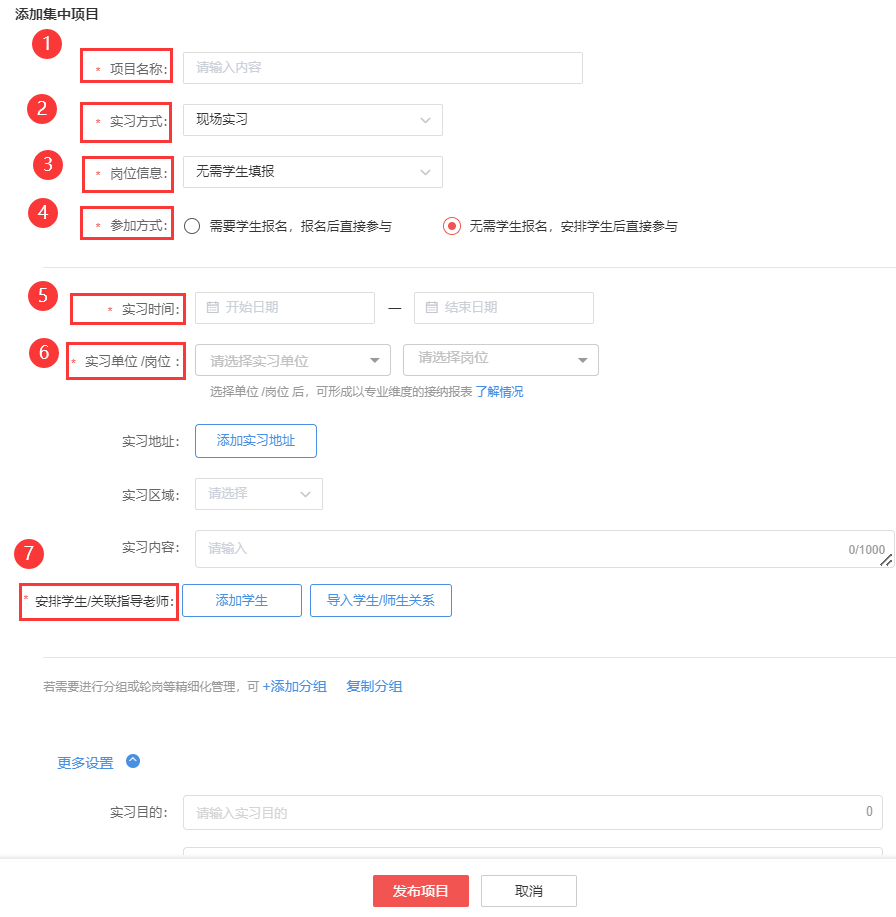 添加集中项目
1
* 项目名称: 请输入内容
2
* 实习方式: 现场实习
3
* 岗位信息: 无需学生填报
4
* 参加方式: 需要学生报名，报名后直接参与 无需学生报名，安排学生后直接参与
5
* 实习时间: 开始日期 — 结束日期
6
* 实习单位 /岗位 : 请选择实习单位 请选择岗位
选择单位 /岗位 后，可形成以专业维度的接纳报表 了解情况
实习地址: 添加实习地址
实习区域: 请选择
实习内容: 请输入 0/1000
7
* 安排学生/关联指导老师: 添加学生 导入学生/师生关系
若需要进行分组或轮岗等精细化管理，可 +添加分组 复制分组
更多设置
实习目的: 请输入实习目的 0
发布项目 取消